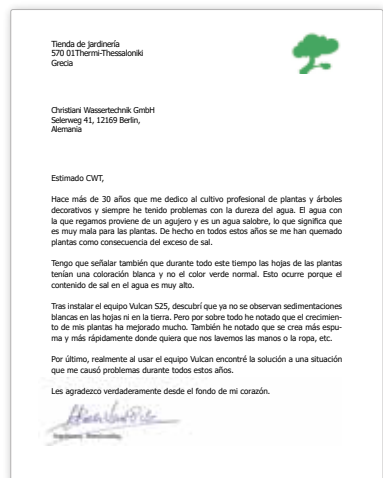 Tienda de Jardinería
570 01Thermi-Thessaloniki
Grecia
Christiani Wassertechnik GmbH
Selerweg 41, 12169 Berlin,
Alemania
Estimado CWT,
Hace más de 30 años que me dedico al cultivo profesional de plantas y árboles
decorativos y siempre he tenido problemas con la dureza del agua. El agua con
la que regamos proviene de un agujero y es un agua salobre, lo que significa que
es muy mala para las plantas. De hecho en todos estos años se me han quemado
plantas como consecuencia del exceso de sal.
Tengo que señalar también que durante todo este tiempo las hojas de las plantas
tenían una coloración blanca y no el color verde normal. Esto ocurre porque el
contenido de sal en el agua es muy alto.
Tras instalar el equipo Vulcan S25, descubrí que ya no se observan sedimentaciones
blancas en las hojas ni en la tierra. Pero por sobre todo he notado que el crecimien-
to de mis plantas ha mejorado mucho. También he notado que se crea más espu-
ma y más rápidamente donde quiera que nos lavemos las manos o la ropa, etc.
Por último, realmente al usar el equipo Vulcan encontré la solución a una situación
que me causó problemas durante todos estos años.
Les agradezco verdaderamente desde el fondo de mi corazón.